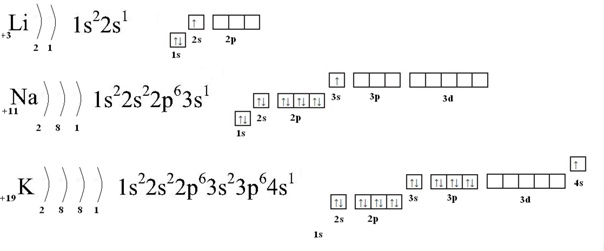 +3Li 1s²2s¹ ↑↓ ↑
2 1 1s 2s 2p
+11Na 1s²2s²2p⁶3s¹ ↑↓ ↑↓ ↑↓ ↑↓ ↑↓ ↑
2 8 1 1s 2s 2p 3s 3p 3d
+19K 1s²2s²2p⁶3s²3p⁶4s¹ ↑↓ ↑↓ ↑↓ ↑↓ ↑↓ ↑↓ ↑↓ ↑↓ ↑
2 8 8 1 1s 2s 2p 3s 3p 3d 4s